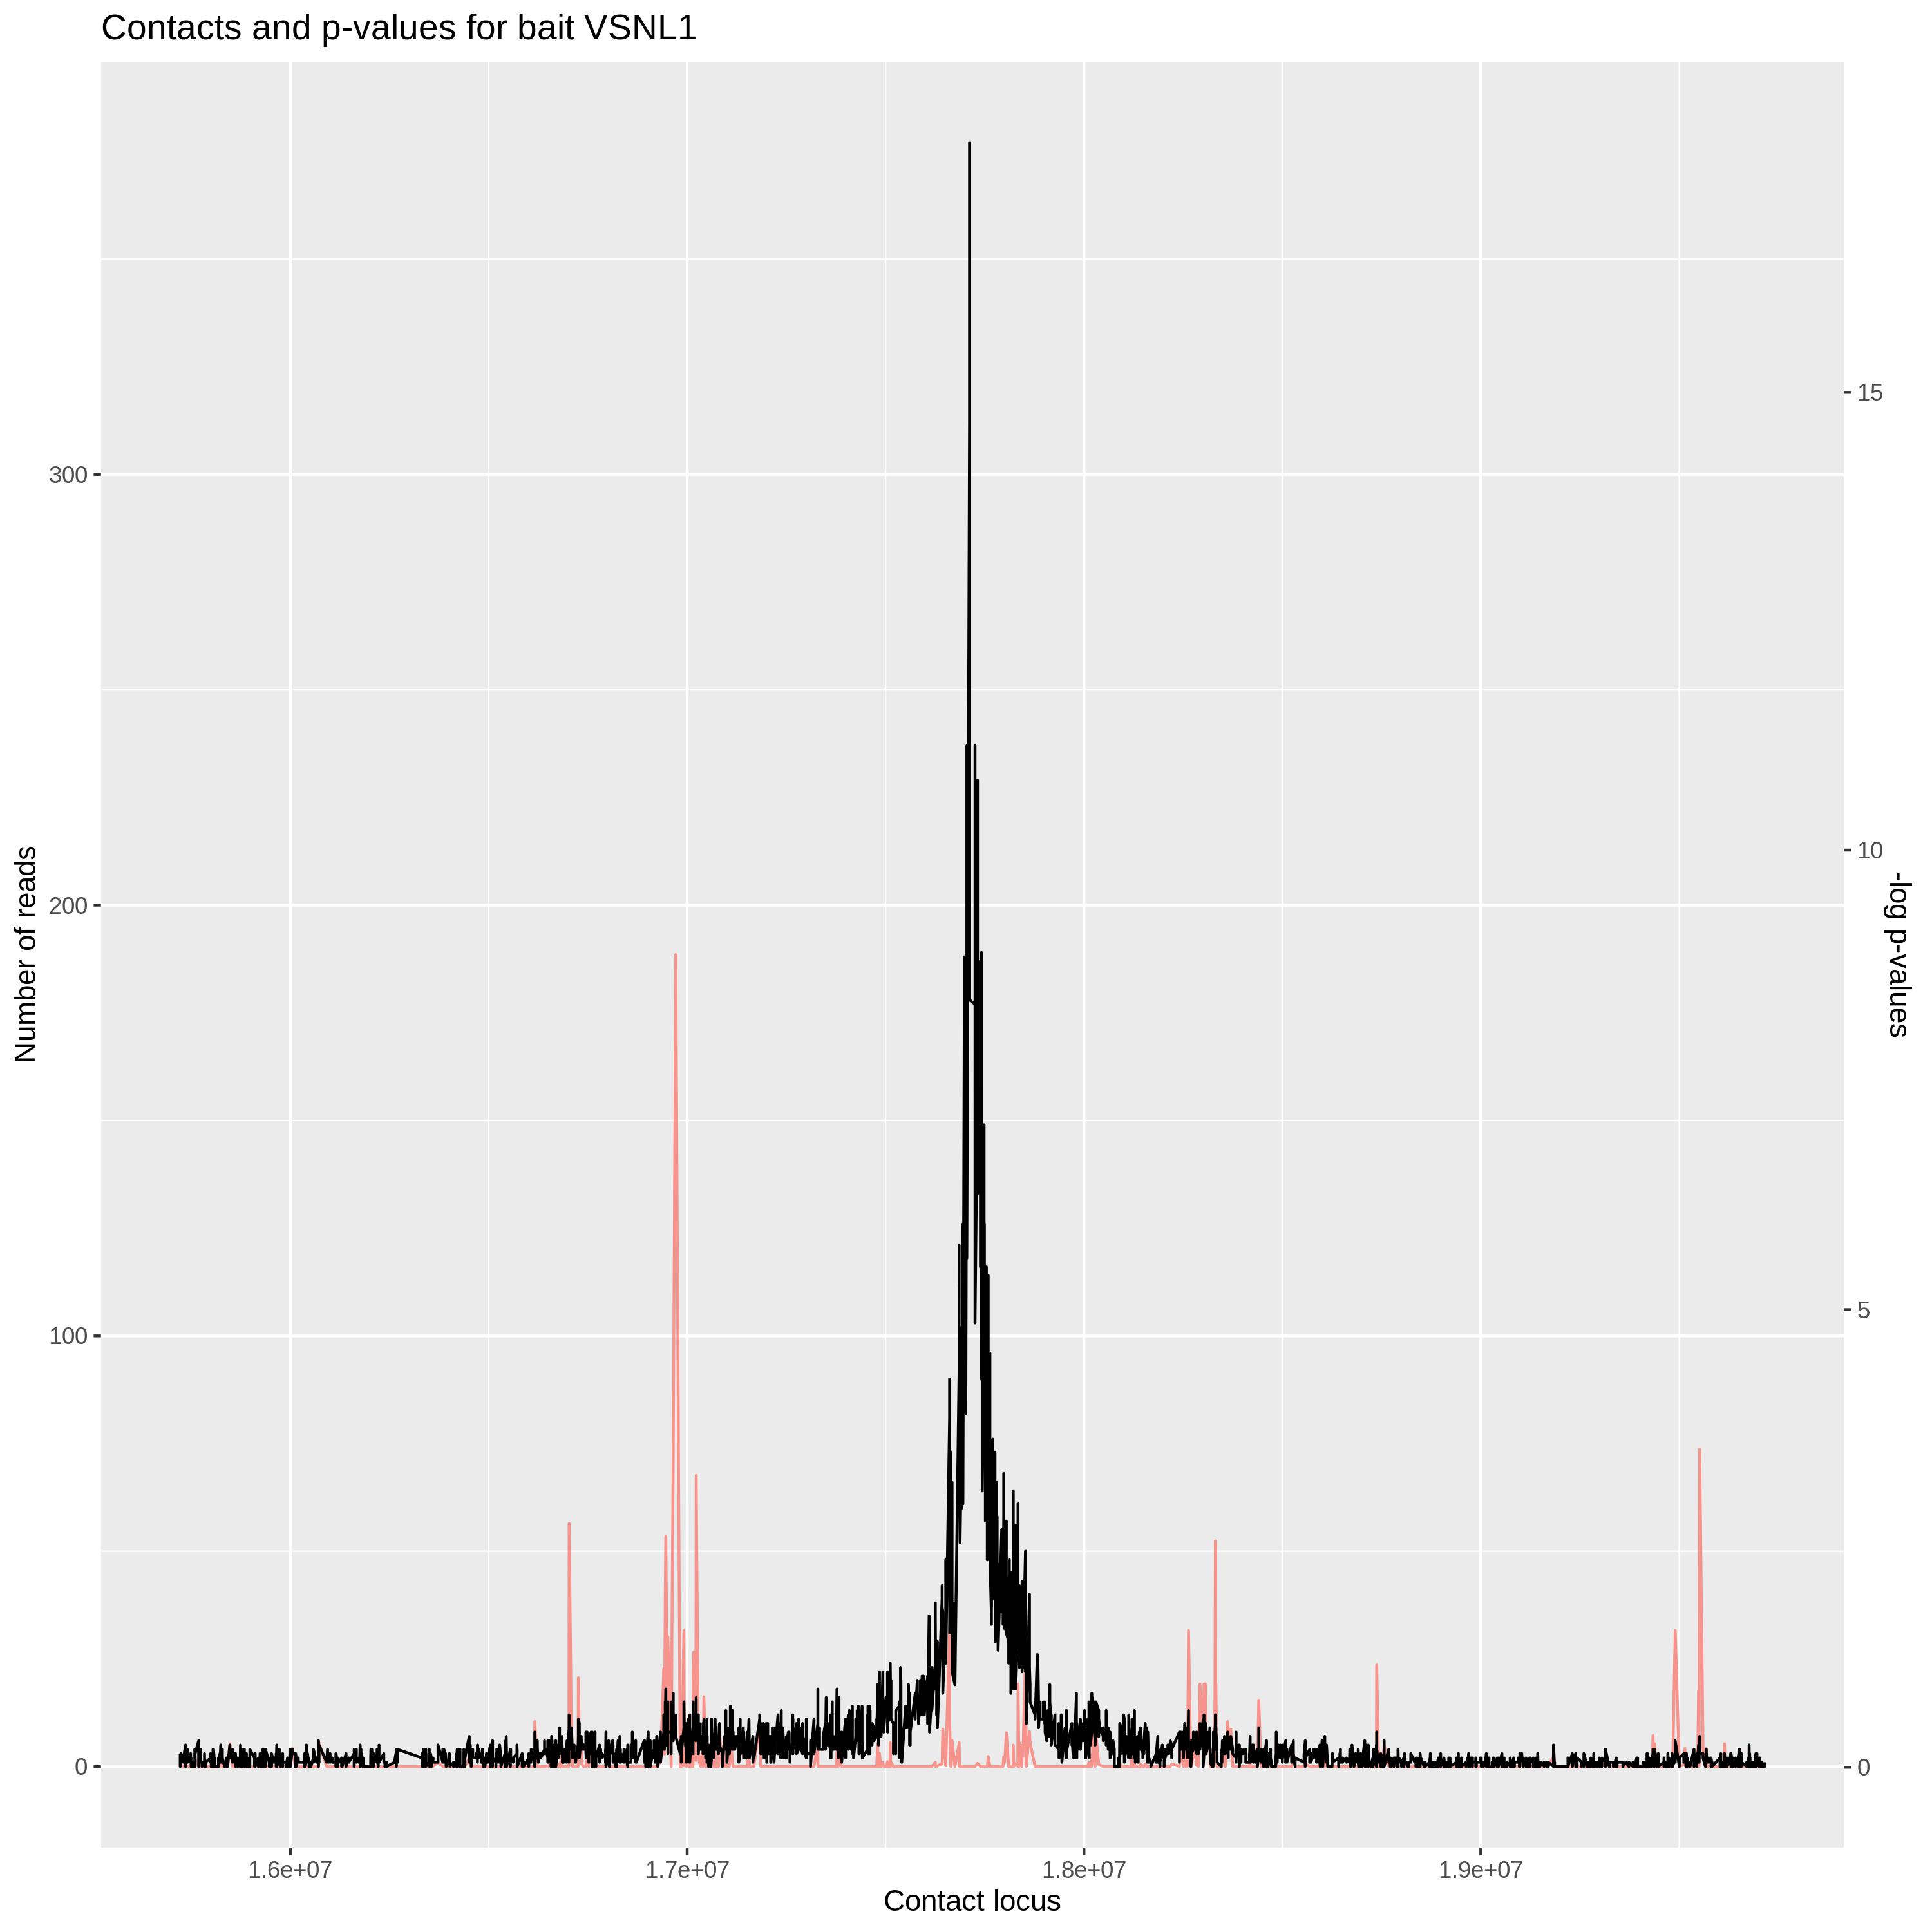 Contacts and p-values for bait VSNL1
Number of reads
300
200
100
0
15
10
5
0
-log p-values
1.6e+07
1.7e+07
1.8e+07
1.9e+07
Contact locus